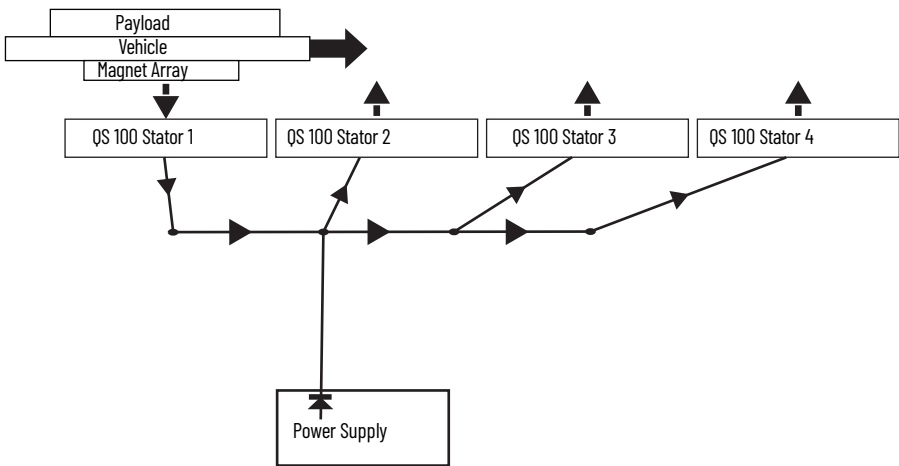 Payload
Vehicle
Magnet Array
QS 100 Stator 1
QS 100 Stator 2
QS 100 Stator 3
QS 100 Stator 4
Power Supply